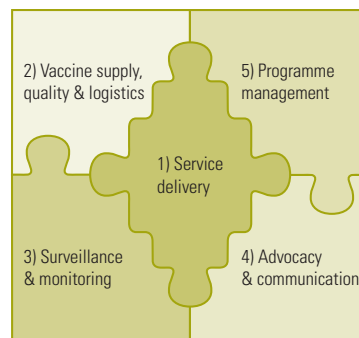 2) Vaccine supply,
quality & logistics
5) Programme
management
1) Service
delivery
3) Surveillance
& monitoring
4) Advocacy
& communication